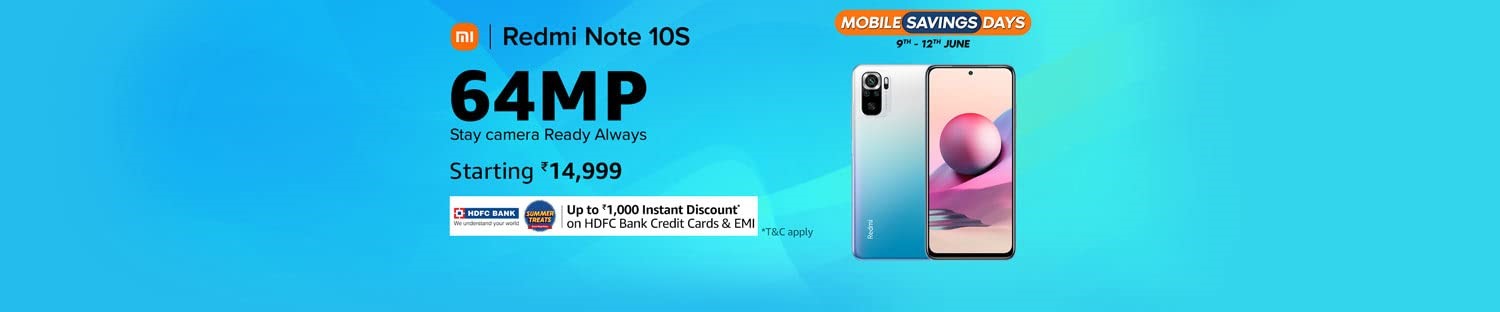 mi | Redmi Note 10S
64MP
Stay camera Ready Always
Starting ₹14,999
HDFC BANK
We understand your world
SUMMER
TREATS
Up to ₹1,000 Instant Discount*
on HDFC Bank Credit Cards & EMI
*T&C apply
MOBILE SAVINGS DAYS
9TH - 12TH JUNE
Redmi